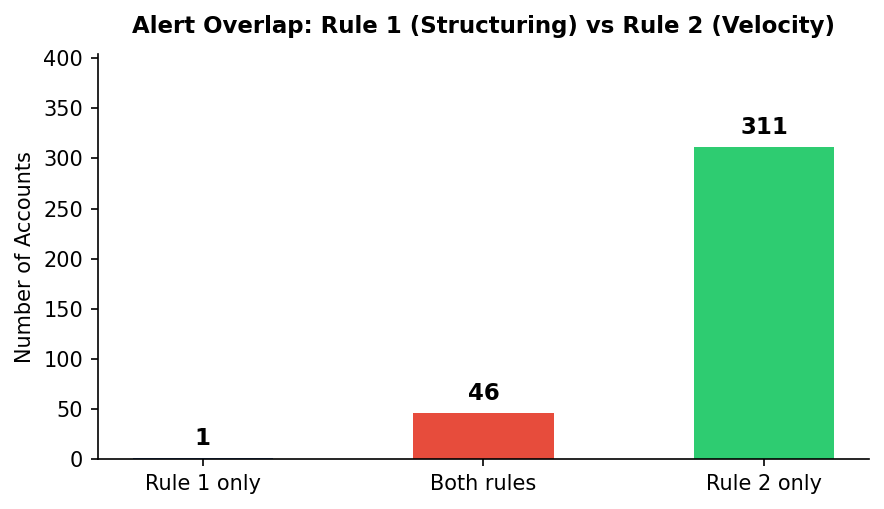 Alert Overlap: Rule 1 (Structuring) vs Rule 2 (Velocity)
Number of Accounts
400
350
300
250
200
150
100
50
0
1
46
311
Rule 1 only
Both rules
Rule 2 only